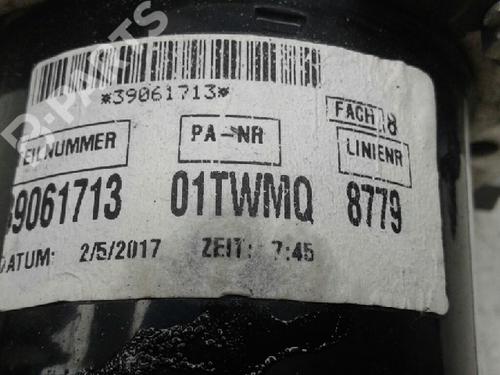 B-PARTS
*39061713*
FACH 8
EILNUMMER
PA-NR
LINIENR
39061713
01TWMQ
8779
DATUM: 2/5/2017 ZEIT: 7:45